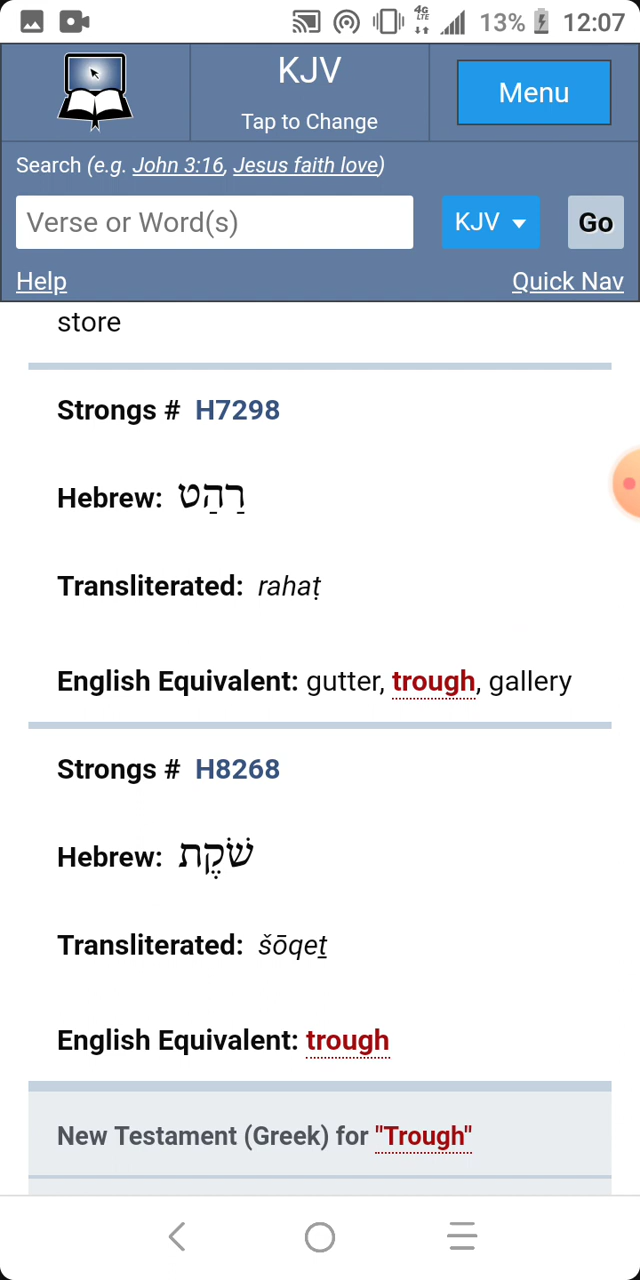 4G
LTE
13% 12:07
KJV
Tap to Change
Menu
Search (e.g. John 3:16, Jesus faith love)
Verse or Word(s)
KJV
Go
Help
Quick Nav
store
Strongs # H7298
Hebrew: רַהַט
Transliterated: rahaṭ
English Equivalent: gutter, trough, gallery
Strongs # H8268
Hebrew: שֹׁקֶת
Transliterated: šōqeṯ
English Equivalent: trough
New Testament (Greek) for "Trough"